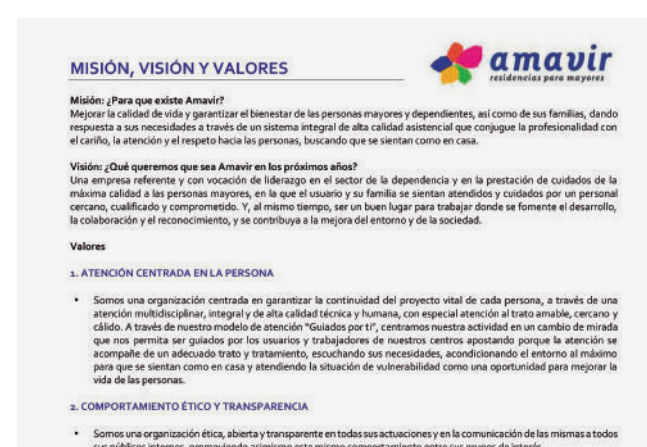 MISIÓN, VISIÓN Y VALORES
amavir
residencias para mayores
Misión: ¿Para que existe Amavir?
Mejorar la calidad de vida y garantizar el bienestar de las personas mayores y dependientes, así como de sus familias, dando
respuesta a sus necesidades a través de un sistema integral de alta calidad asistencial que conjugue la profesionalidad con
el cariño, la atención y el respeto hacia las personas, buscando que se sientan como en casa.
Visión: ¿Qué queremos que sea Amavir en los próximos años?
Una empresa referente y con vocación de liderazgo en el sector de la dependencia y en la prestación de cuidados de la
máxima calidad a las personas mayores, en la que el usuario y su familia se sientan atendidos y cuidados por un personal
cercano, cualificado y comprometido. Y, al mismo tiempo, ser un buen lugar para trabajar donde se fomente el desarrollo,
la colaboración y el reconocimiento, y se contribuya a la mejora del entorno y de la sociedad.
Valores
1. ATENCIÓN CENTRADA EN LA PERSONA
• Somos una organización centrada en garantizar la continuidad del proyecto vital de cada persona, a través de una
atención multidisciplinar, integral y de alta calidad técnica y humana, con especial atención al trato amable, cercano y
cálido. A través de nuestro modelo de atención "Guiados por ti", centramos nuestra actividad en un cambio de mirada
que nos permita ser guiados por los usuarios y trabajadores de nuestros centros apostando porque la atención se
acompañe de un adecuado trato y tratamiento, escuchando sus necesidades, acondicionando el entorno al máximo
para que se sientan como en casa y atendiendo la situación de vulnerabilidad como una oportunidad para mejorar la
vida de las personas.
2. COMPORTAMIENTO ÉTICO Y TRANSPARENCIA
• Somos una organización ética, abierta y transparente en todas sus actuaciones y en la comunicación de las mismas a todos
sus públicos internos, promoviendo asimismo este mismo comportamiento entre sus grupos de interés.